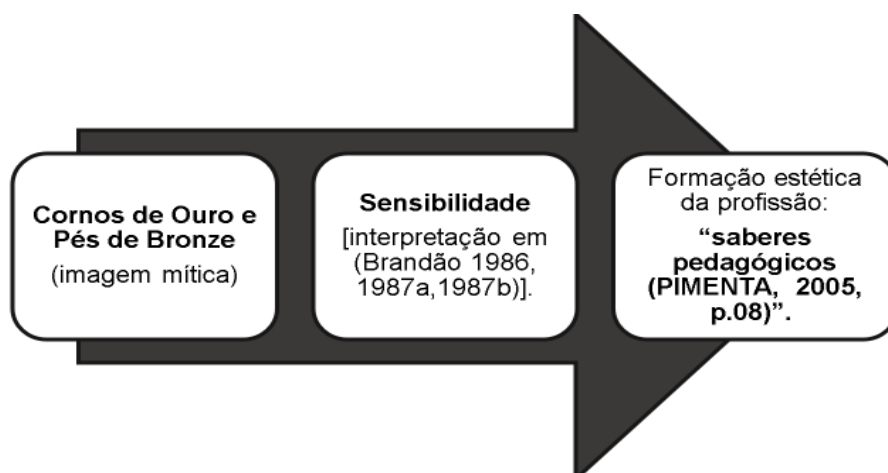 Cornos de Ouro e
Pés de Bronze
(imagem mítica)
Sensibilidade
[interpretação em
(Brandão 1986,
1987a,1987b)].
Formação estética
da profissão:
“saberes
pedagógicos
(PIMENTA, 2005,
p.08)”.